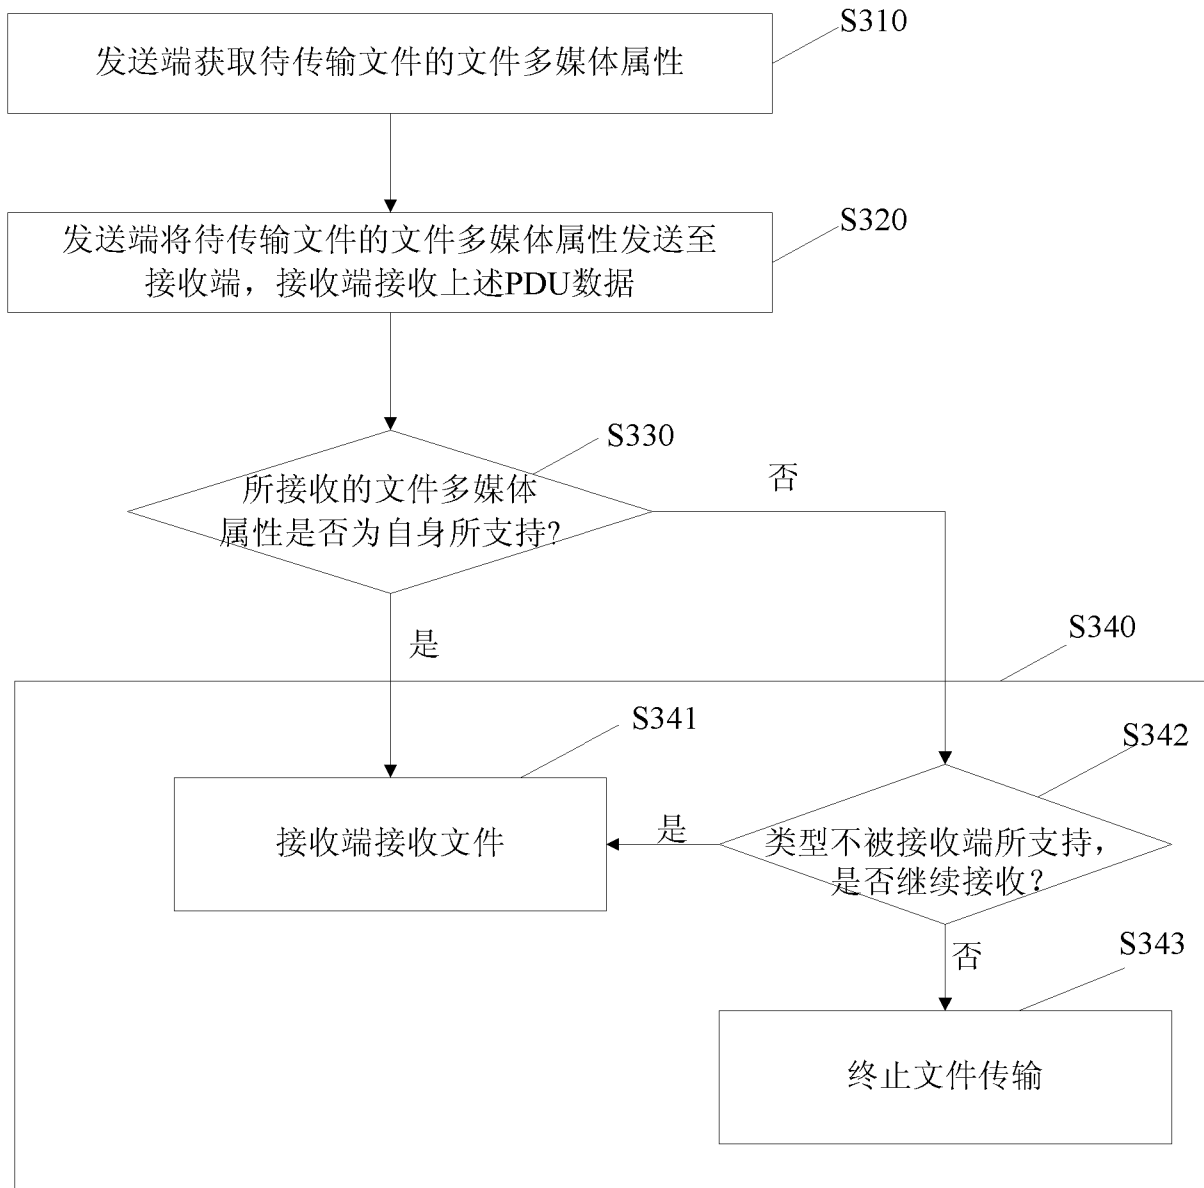 S310
发送端获取待传输文件的文件多媒体属性
S320
发送端将待传输文件的文件多媒体属性发送至
接收端，接收端接收上述PDU数据
S330
所接收的文件多媒体
属性是否为自身所支持?
否
是
S340
S341
接收端接收文件
S342
是
类型不被接收端所支持，
是否继续接收？
否
S343
终止文件传输